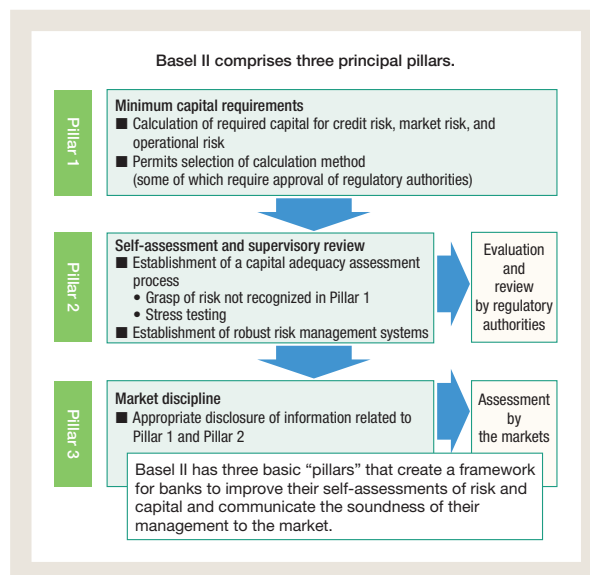 Basel II comprises three principal pillars.
Pillar 1
Minimum capital requirements
■ Calculation of required capital for credit risk, market risk, and
operational risk
■ Permits selection of calculation method
(some of which require approval of regulatory authorities)
Pillar 2
Self-assessment and supervisory review
■ Establishment of a capital adequacy assessment
process
• Grasp of risk not recognized in Pillar 1
• Stress testing
■ Establishment of robust risk management systems
Evaluation
and
review
by regulatory
authorities
Pillar 3
Market discipline
■ Appropriate disclosure of information related to
Pillar 1 and Pillar 2
Assessment
by
the markets
Basel II has three basic “pillars” that create a framework
for banks to improve their self-assessments of risk and
capital and communicate the soundness of their
management to the market.